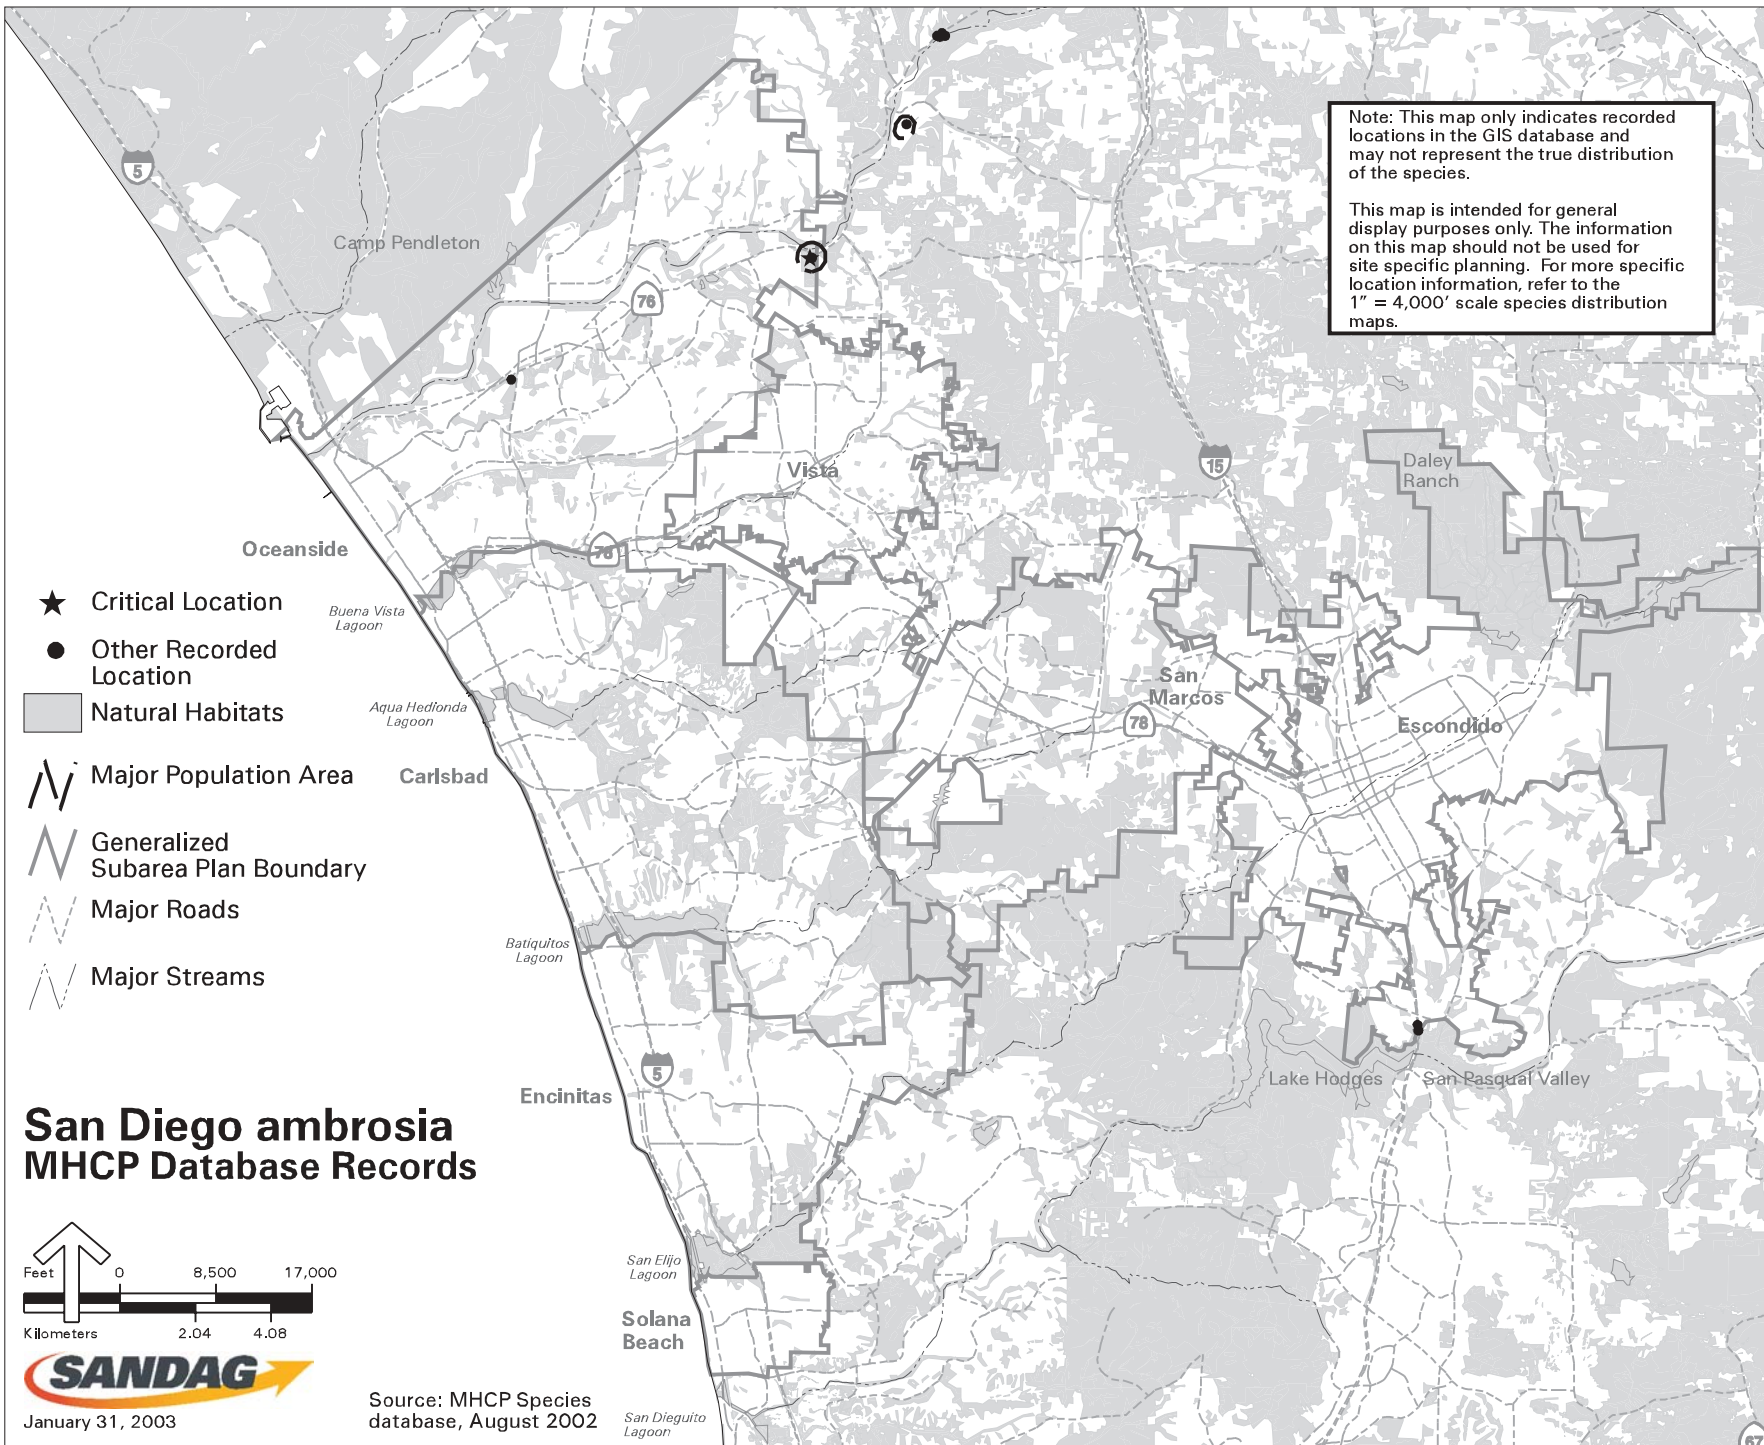 Note: This map only indicates recorded
locations in the GIS database and
may not represent the true distribution
of the species.
This map is intended for general
display purposes only. The information
on this map should not be used for
site specific planning. For more specific
location information, refer to the
1" = 4,000' scale species distribution
maps.
5
Camp Pendleton
76
15
Daley
Ranch
Vista
Oceanside
78
Buena Vista
Lagoon
San
Marcos
78
Escondido
Aqua Hedionda
Lagoon
Carlsbad
Batiquitos
Lagoon
5
Encinitas
Lake Hodges
San Pasqual Valley
San Elijo
Lagoon
Solana
Beach
San Dieguito
Lagoon
67
Critical Location
Other Recorded
Location
Natural Habitats
Major Population Area
Generalized
Subarea Plan Boundary
Major Roads
Major Streams
San Diego ambrosia
MHCP Database Records
Feet 0 8,500 17,000
Kilometers 2.04 4.08
SANDAG
January 31, 2003
Source: MHCP Species
database, August 2002